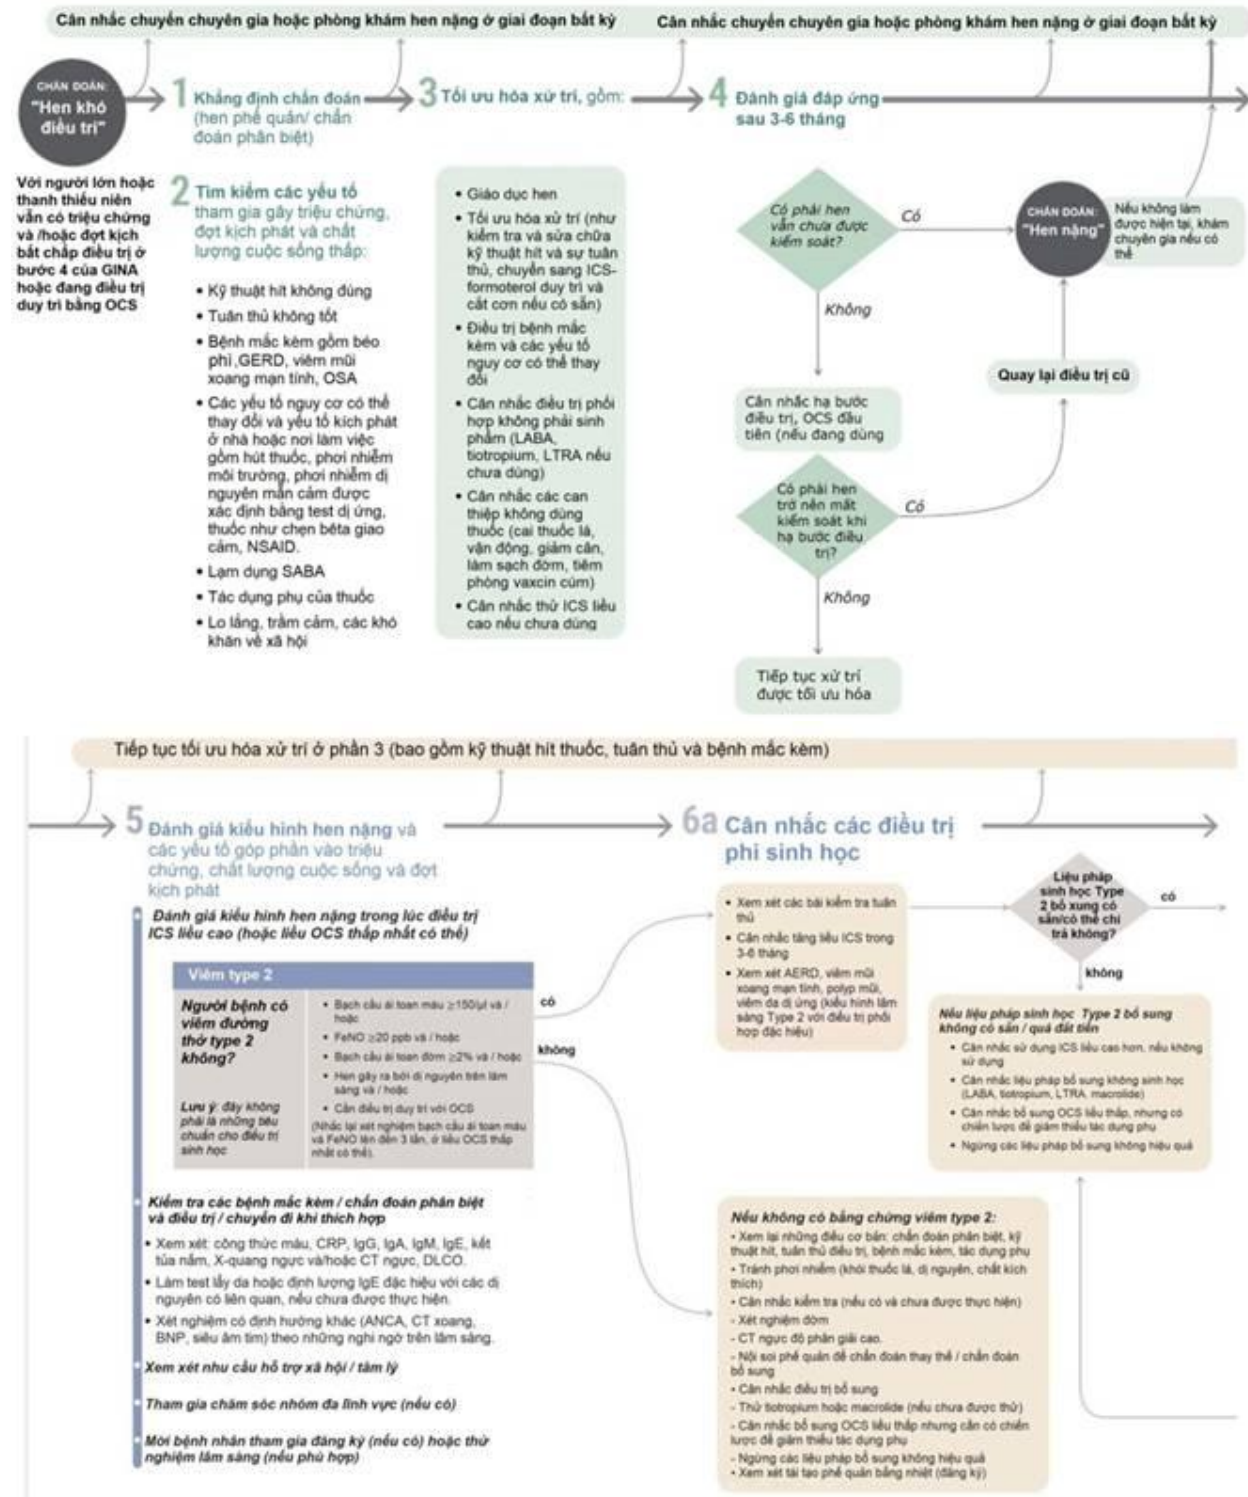 Cân nhắc chuyển chuyên gia hoặc phòng khám hen nặng ở giai đoạn bất kỳ
Cân nhắc chuyển chuyên gia hoặc phòng khám hen nặng ở giai đoạn bất kỳ
CHẨN ĐOÁN:
"Hen khó
điều trị"
Với người lớn hoặc
thanh thiếu niên
vẫn có triệu chứng
và /hoặc đợt kịch
bất chấp điều trị ở
bước 4 của GINA
hoặc đang điều trị
duy trì bằng OCS
1 Khẳng định chẩn đoán
(hen phế quản/ chẩn
đoán phân biệt)
2 Tìm kiếm các yếu tố
tham gia gây triệu chứng,
đợt kịch phát và chất
lượng cuộc sống thấp:
• Kỹ thuật hít không đúng
• Tuân thủ không tốt
• Bệnh mắc kèm gồm béo
phì,GERD, viêm mũi
xoang mạn tính, OSA
• Các yếu tố nguy cơ có thể
thay đổi và yếu tố kích phát
ở nhà hoặc nơi làm việc
gồm hút thuốc, phơi nhiễm
môi trường, phơi nhiễm dị
nguyên mẫn cảm được
xác định bằng test dị ứng,
thuốc như chẹn bêta giao
cảm, NSAID.
• Lạm dụng SABA
• Tác dụng phụ của thuốc
• Lo lắng, trầm cảm, các khó
khăn về xã hội
3 Tối ưu hóa xử trí, gồm:
• Giáo dục hen
• Tối ưu hóa xử trí (như
kiểm tra và sửa chữa
kỹ thuật hít và sự tuân
thủ, chuyển sang ICS-
formoterol duy trì và
cắt cơn nếu có sẵn)
• Điều trị bệnh mắc
kèm và các yếu tố
nguy cơ có thể thay
đổi
• Cân nhắc điều trị phối
hợp không phải sinh
phẩm (LABA,
tiotropium, LTRA nếu
chưa dùng)
• Cân nhắc các can
thiệp không dùng
thuốc (cai thuốc lá,
vận động, giảm cân,
làm sạch đờm, tiêm
phòng vaxcin cúm)
• Cân nhắc thử ICS liều
cao nếu chưa dùng
4 Đánh giá đáp ứng
sau 3-6 tháng
Có phải hen
vẫn chưa được
kiểm soát?
Có
Không
CHẨN ĐOÁN:
"Hen nặng"
Nếu không làm
được hiện tại, khám
chuyên gia nếu có
thể
Quay lại điều trị cũ
Cân nhắc hạ bước
điều trị, OCS đầu
tiên (nếu đang dùng
Có phải hen
trở nên mất
kiểm soát khi
hạ bước điều
trị?
Có
Không
Tiếp tục xử trí
được tối ưu hóa
Tiếp tục tối ưu hóa xử trí ở phần 3 (bao gồm kỹ thuật hít thuốc, tuân thủ và bệnh mắc kèm)
5 Đánh giá kiểu hình hen nặng và
các yếu tố góp phần vào triệu
chứng, chất lượng cuộc sống và đợt
kịch phát
Đánh giá kiểu hình hen nặng trong lúc điều trị
ICS liều cao (hoặc liều OCS thấp nhất có thể)
Viêm type 2
Người bệnh có
viêm đường
thở type 2
không?
Lưu ý: đây không
phải là những tiêu
chuẩn cho điều trị
sinh học
• Bạch cầu ái toan máu ≥150/µl và /
hoặc
• FeNO ≥20 ppb và / hoặc
• Bạch cầu ái toan đờm ≥2% và / hoặc
• Hen gây ra bởi dị nguyên trên lâm
sàng và / hoặc
• Cần điều trị duy trì với OCS
(Nhắc lại xét nghiệm bạch cầu ái toan máu
và FeNO lên đến 3 lần, ở liều OCS thấp
nhất có thể).
có
không
Kiểm tra các bệnh mắc kèm / chẩn đoán phân biệt
và điều trị / chuyển đi khi thích hợp
• Xem xét: công thức máu, CRP, IgG, IgA, IgM, IgE, kết
tủa nấm, X-quang ngực và/hoặc CT ngực, DLCO.
• Làm test lẩy da hoặc định lượng IgE đặc hiệu với các dị
nguyên có liên quan, nếu chưa được thực hiện.
• Xét nghiệm có định hướng khác (ANCA, CT xoang,
BNP, siêu âm tim) theo những nghi ngờ trên lâm sàng.
Xem xét nhu cầu hỗ trợ xã hội / tâm lý
Tham gia chăm sóc nhóm đa lĩnh vực (nếu có)
Mời bệnh nhân tham gia đăng ký (nếu có) hoặc thử
nghiệm lâm sàng (nếu phù hợp)
6a Cân nhắc các điều trị
phi sinh học
• Xem xét các bài kiểm tra tuân
thủ
• Cân nhắc tăng liều ICS trong
3-6 tháng
• Xem xét AERD, viêm mũi
xoang mạn tính, polyp mũi,
viêm da dị ứng (kiểu hình lâm
sàng Type 2 với điều trị phối
hợp đặc hiệu)
Liệu pháp
sinh học Type
2 bổ xung có
sẵn/có thể chi
trả không?
có
không
Nếu liệu pháp sinh học Type 2 bổ sung
không có sẵn / quá đắt tiền
• Cân nhắc sử dụng ICS liều cao hơn, nếu không
sử dụng
• Cân nhắc liệu pháp bổ sung không sinh học
(LABA, tiotropium, LTRA, macrolide)
• Cân nhắc bổ sung OCS liều thấp, nhưng có
chiến lược để giảm thiểu tác dụng phụ
• Ngừng các liệu pháp bổ sung không hiệu quả
Nếu không có bằng chứng viêm type 2:
• Xem lại những điều cơ bản: chẩn đoán phân biệt, kỹ
thuật hít, tuân thủ điều trị, bệnh mắc kèm, tác dụng phụ
• Tránh phơi nhiễm (khói thuốc lá, dị nguyên, chất kích
thích)
• Cân nhắc kiểm tra (nếu có và chưa được thực hiện)
- Xét nghiệm đờm
- CT ngực độ phân giải cao.
- Nội soi phế quản để chẩn đoán thay thế / chẩn đoán
bổ sung
• Cân nhắc điều trị bổ sung
- Thử tiotropium hoặc macrolide (nếu chưa được thử)
- Cân nhắc bổ sung OCS liều thấp nhưng cần có chiến
lược để giảm thiểu tác dụng phụ
- Ngừng các liệu pháp bổ sung không hiệu quả
• Xem xét tái tạo phế quản bằng nhiệt (đăng ký)